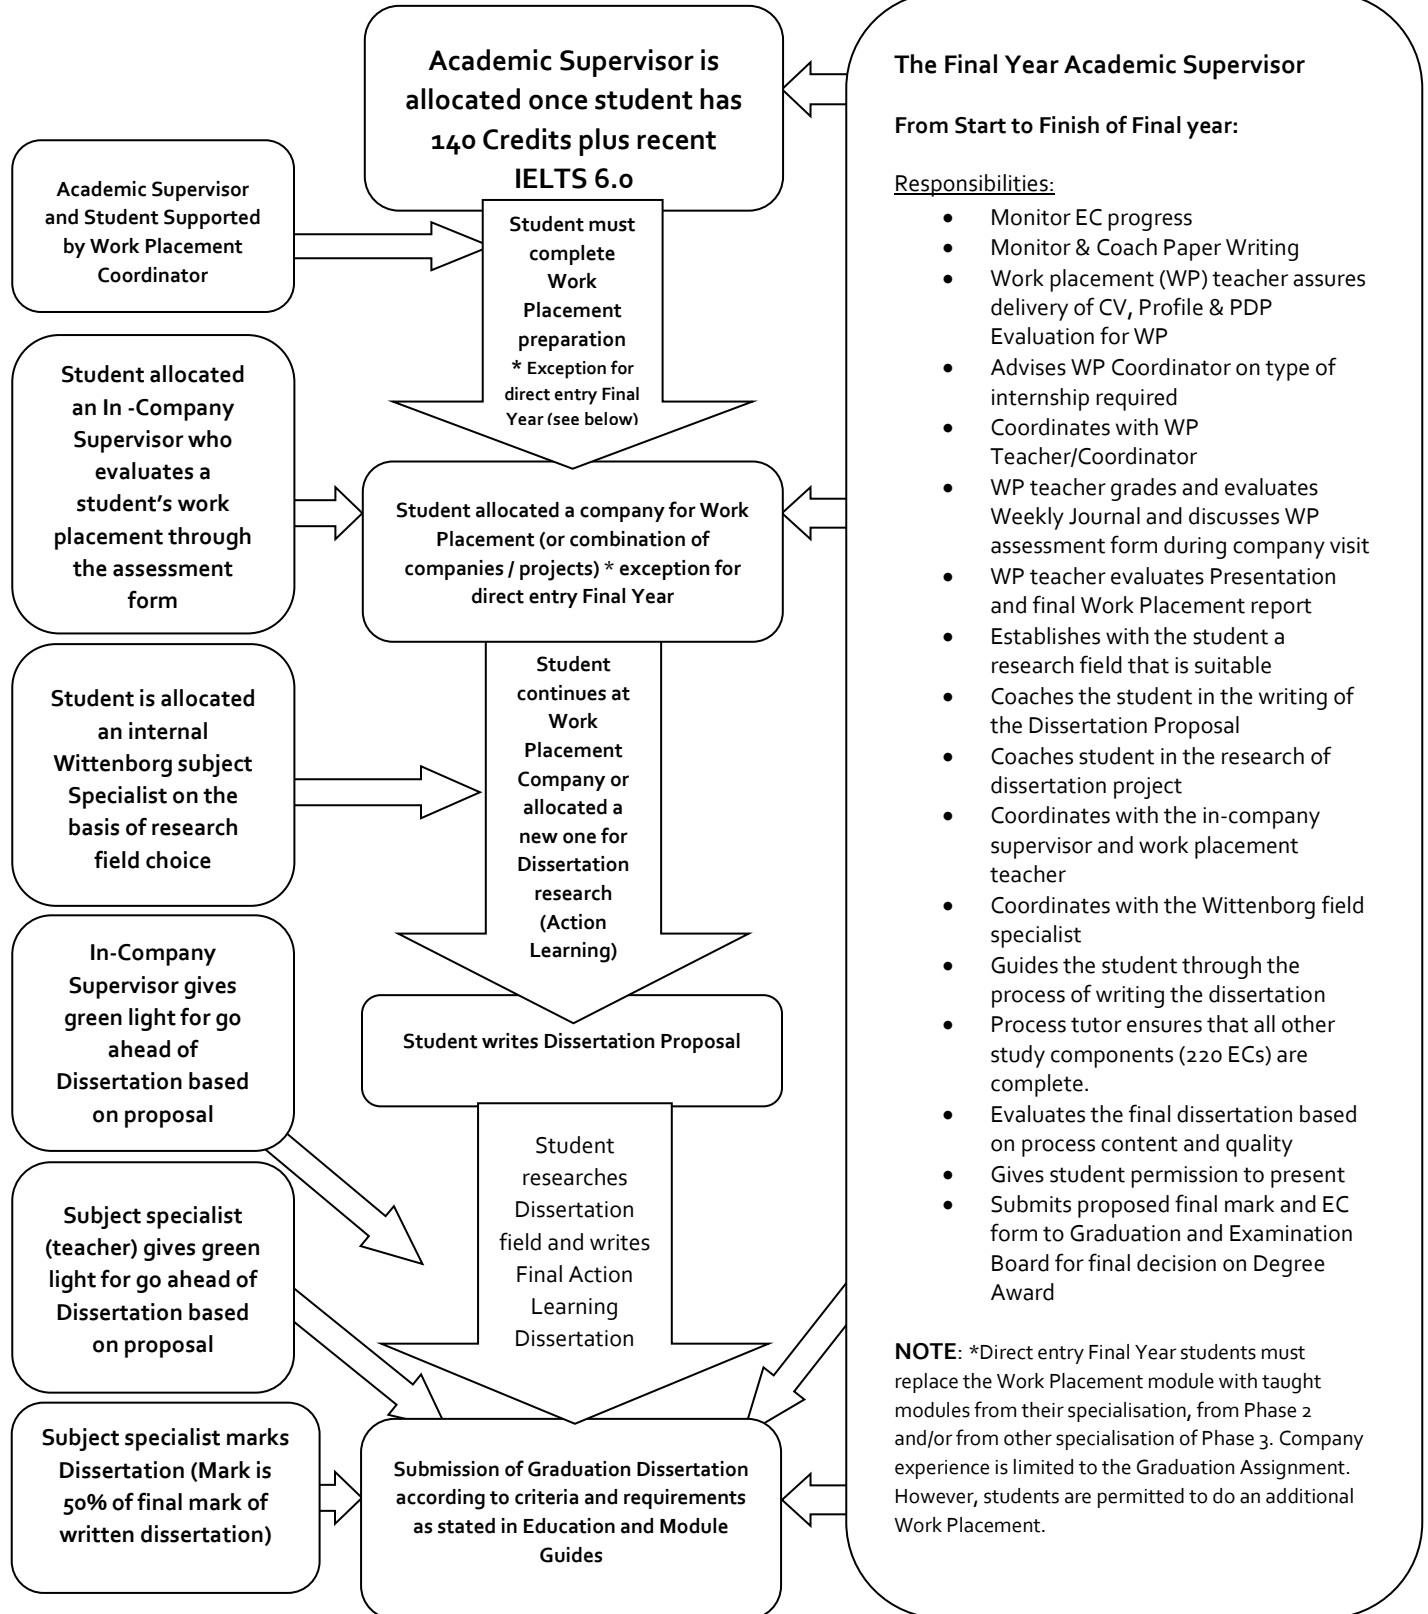 Academic Supervisor is
allocated once student has
140 Credits plus recent
IELTS 6.0
Academic Supervisor
and Student Supported
by Work Placement
Coordinator
Student must
complete
Work
Placement
preparation
* Exception for
direct entry Final
Year (see below)
Student allocated
an In -Company
Supervisor who
evaluates a
student's work
placement through
the assessment
form
Student allocated a company for Work
Placement (or combination of
companies / projects) * exception for
direct entry Final Year
Student is allocated
an internal
Wittenborg subject
Specialist on the
basis of research
field choice
Student
continues at
Work
Placement
Company or
allocated a
new one for
Dissertation
research
(Action
Learning)
In-Company
Supervisor gives
green light for go
ahead of
Dissertation based
on proposal
Student writes Dissertation Proposal
Subject specialist
(teacher) gives green
light for go ahead of
Dissertation based
on proposal
Student
researches
Dissertation
field and writes
Final Action
Learning
Dissertation
Subject specialist marks
Dissertation (Mark is
50% of final mark of
written dissertation)
Submission of Graduation Dissertation
according to criteria and requirements
as stated in Education and Module
Guides
The Final Year Academic Supervisor
From Start to Finish of Final year:
Responsibilities:
• Monitor EC progress
• Monitor & Coach Paper Writing
• Work placement (WP) teacher assures
delivery of CV, Profile & PDP
Evaluation for WP
• Advises WP Coordinator on type of
internship required
• Coordinates with WP
Teacher/Coordinator
• WP teacher grades and evaluates
Weekly Journal and discusses WP
assessment form during company visit
• WP teacher evaluates Presentation
and final Work Placement report
• Establishes with the student a
research field that is suitable
• Coaches the student in the writing of
the Dissertation Proposal
• Coaches student in the research of
dissertation project
• Coordinates with the in-company
supervisor and work placement
teacher
• Coordinates with the Wittenborg field
specialist
• Guides the student through the
process of writing the dissertation
• Process tutor ensures that all other
study components (220 ECs) are
complete.
• Evaluates the final dissertation based
on process content and quality
• Gives student permission to present
• Submits proposed final mark and EC
form to Graduation and Examination
Board for final decision on Degree
Award
NOTE: *Direct entry Final Year students must
replace the Work Placement module with taught
modules from their specialisation, from Phase 2
and/or from other specialisation of Phase 3. Company
experience is limited to the Graduation Assignment.
However, students are permitted to do an additional
Work Placement.